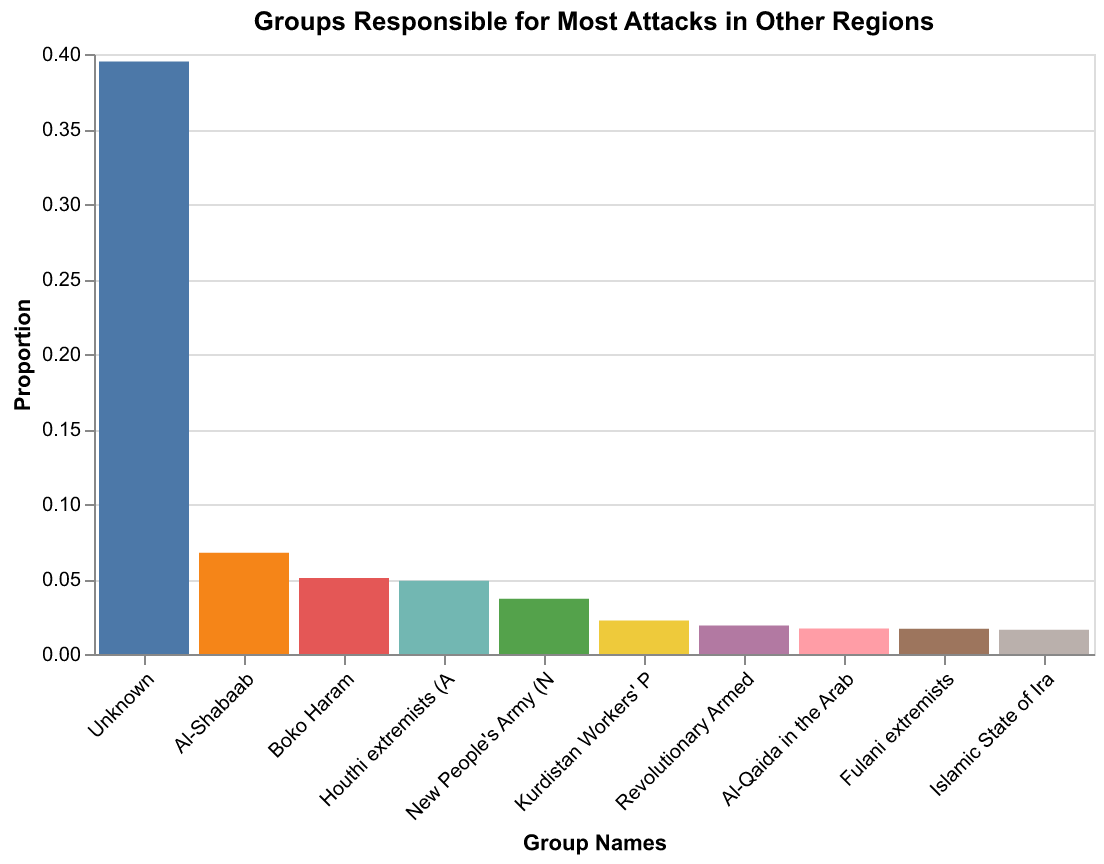 Groups Responsible for Most Attacks in Other Regions
0.40
0.35
0.30
0.25
0.20
0.15
0.10
0.05
0.00
Proportion
Unknown
Al-Shabaab
Boko Haram
Houthi extremists (A
New People's Army (N
Kurdistan Workers' P
Revolutionary Armed
Al-Qaida in the Arab
Fulani extremists
Islamic State of Ira
Group Names